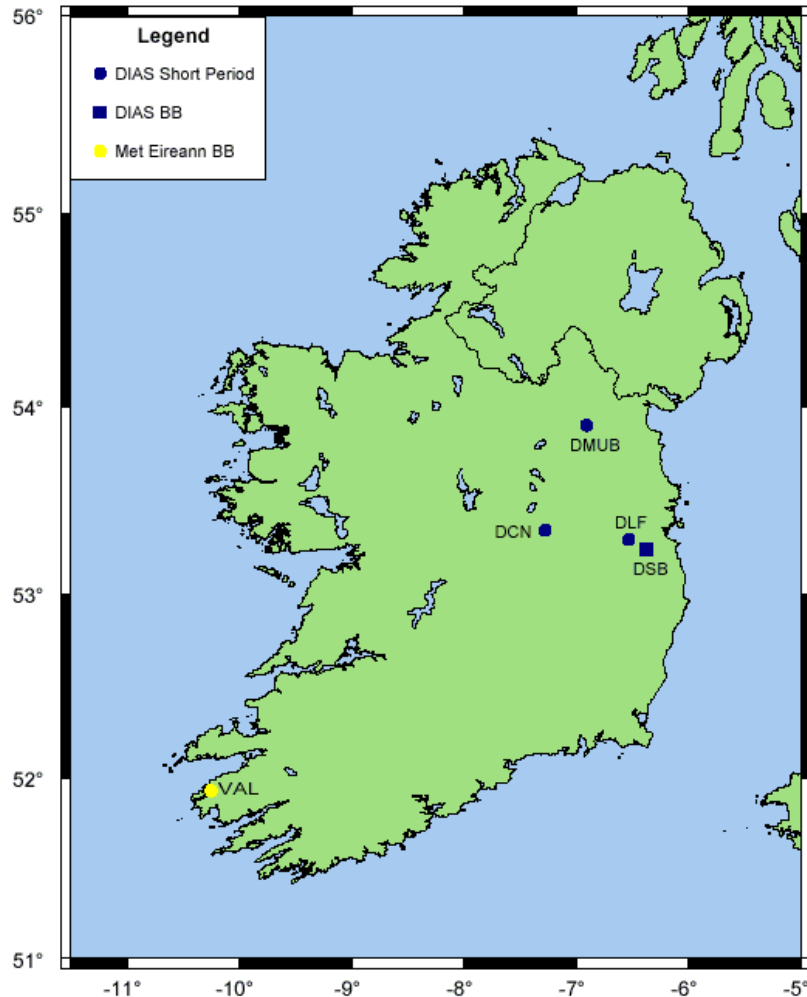 56°
Legend
DIAS Short Period
DIAS BB
Met Eireann BB
55°
54°
DMUB
DCN
DLF
DSB
53°
52°
VAL
51°
-11°
-10°
-9°
-8°
-7°
-6°
-5°